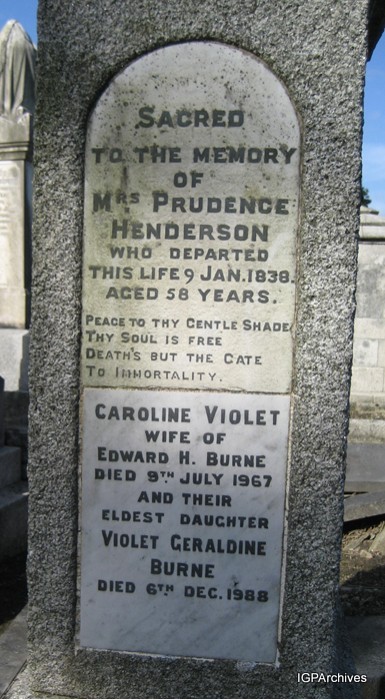 SACRED
TO THE MEMORY
OF
MRS PRUDENCE
HENDERSON
WHO DEPARTED
THIS LIFE 9 JAN. 1838.
AGED 58 YEARS.
PEACE TO THY GENTLE SHADE
THY SOUL IS FREE
DEATH'S BUT THE GATE
TO IMMORTALITY.
CAROLINE VIOLET
WIFE OF
EDWARD H. BURNE
DIED 9TH JULY 1967
AND THEIR
ELDEST DAUGHTER
VIOLET GERALDINE
BURNE
DIED 6TH DEC. 1988
IGPArchives